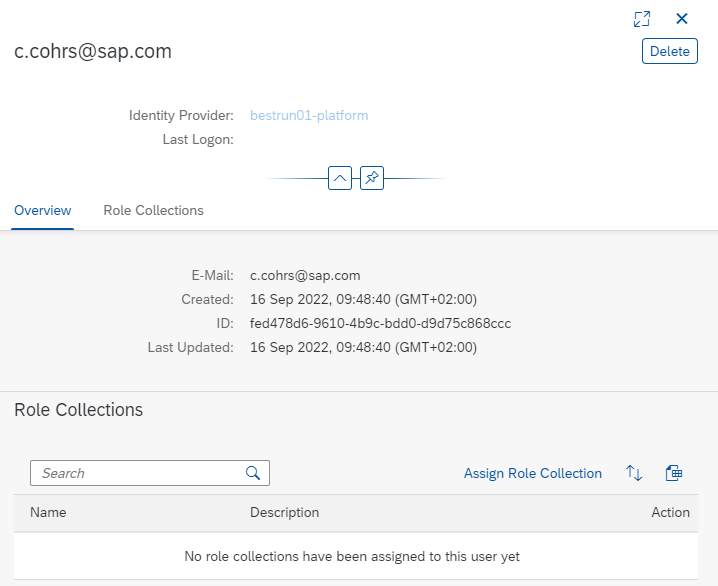 c.cohrs@sap.com
Delete
Identity Provider: bestrun01-platform
Last Logon:
Overview Role Collections
E-Mail: c.cohrs@sap.com
Created: 16 Sep 2022, 09:48:40 (GMT+02:00)
ID: fed478d6-9610-4b9c-bdd0-d9d75c868ccc
Last Updated: 16 Sep 2022, 09:48:40 (GMT+02:00)
Role Collections
Search
Assign Role Collection
Name Description Action
No role collections have been assigned to this user yet